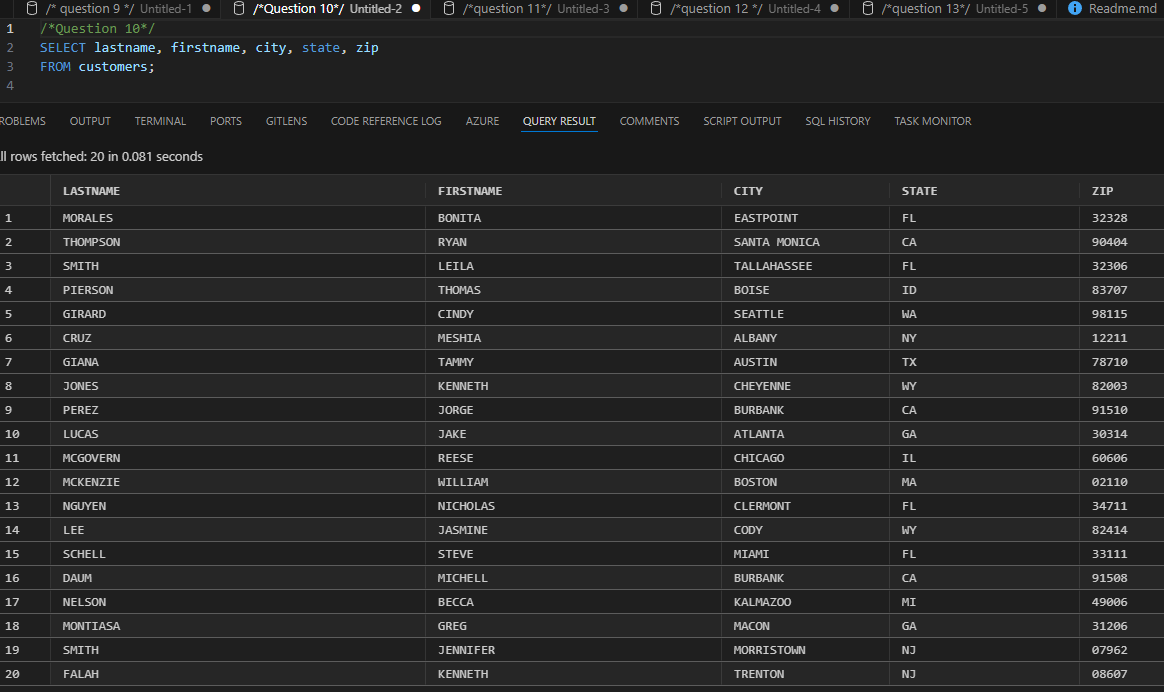 /* question 9 */ Untitled-1 /*Question 10*/ Untitled-2 /*question 11*/ Untitled-3 /*question 12 */ Untitled-4 /*question 13*/ Untitled-5 Readme.md
1 /*Question 10*/
2 SELECT lastname, firstname, city, state, zip
3 FROM customers;
4
ROBLEMS OUTPUT TERMINAL PORTS GITLENS CODE REFERENCE LOG AZURE QUERY RESULT COMMENTS SCRIPT OUTPUT SQL HISTORY TASK MONITOR
ll rows fetched: 20 in 0.081 seconds
LASTNAME FIRSTNAME CITY STATE ZIP
1 MORALES BONITA EASTPOINT FL 32328
2 THOMPSON RYAN SANTA MONICA CA 90404
3 SMITH LEILA TALLAHASSEE FL 32306
4 PIERSON THOMAS BOISE ID 83707
5 GIRARD CINDY SEATTLE WA 98115
6 CRUZ MESHIA ALBANY NY 12211
7 GIANA TAMMY AUSTIN TX 78710
8 JONES KENNETH CHEYENNE WY 82003
9 PEREZ JORGE BURBANK CA 91510
10 LUCAS JAKE ATLANTA GA 30314
11 MCGOVERN REESE CHICAGO IL 60606
12 MCKENZIE WILLIAM BOSTON MA 02110
13 NGUYEN NICHOLAS CLERMONT FL 34711
14 LEE JASMINE CODY WY 82414
15 SCHELL STEVE MIAMI FL 33111
16 DAUM MICHELL BURBANK CA 91508
17 NELSON BECCA KALMAZOO MI 49006
18 MONTIASA GREG MACON GA 31206
19 SMITH JENNIFER MORRISTOWN NJ 07962
20 FALAH KENNETH TRENTON NJ 08607